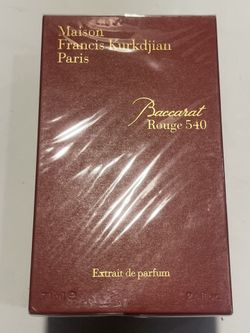 Maison
Francis Kurkdjian
Paris
Baccarat
Rouge 540
Extrait de parfum